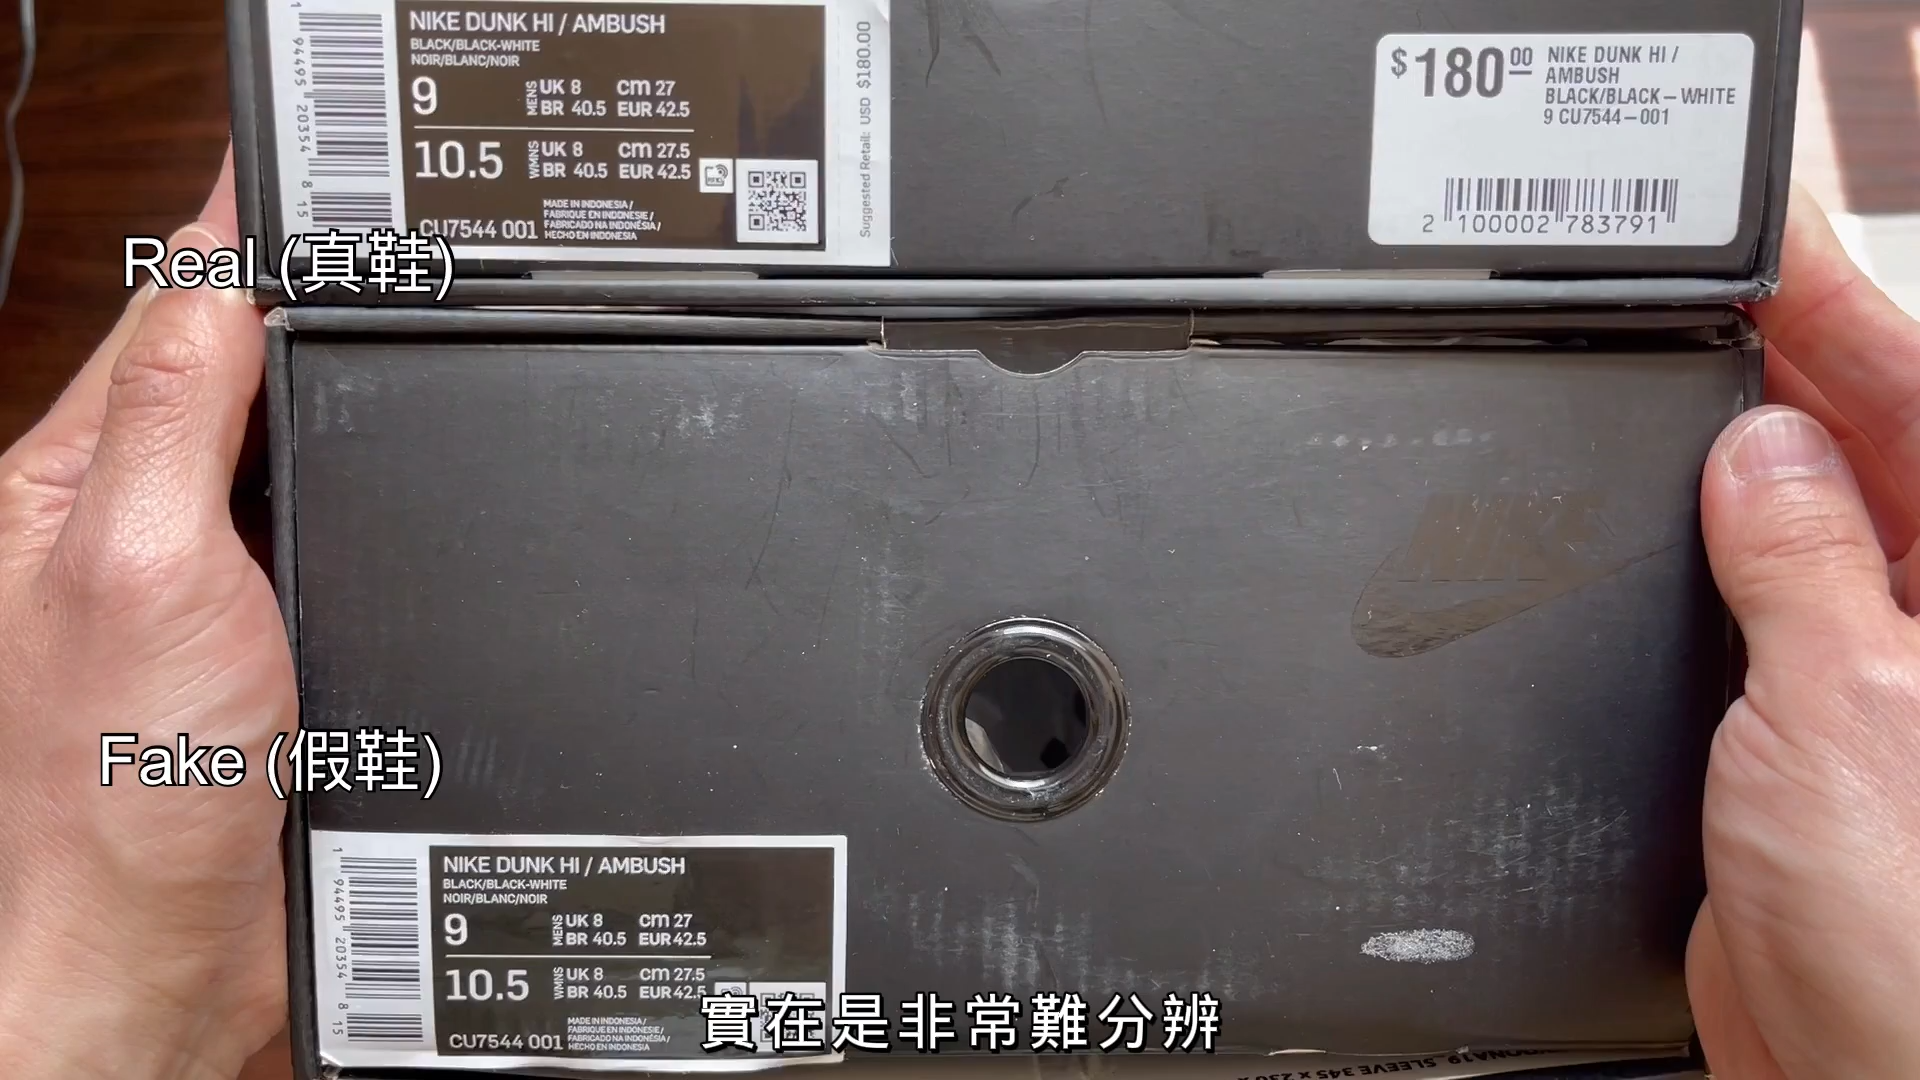 NIKE DUNK HI / AMBUSH
BLACK/BLACK-WHITE
NOIR/BLANC/NOIR
9 MENS UK 8 cm 27
BR 40.5 EUR 42.5
10.5 WMNS UK 8 cm 27.5
BR 40.5 EUR 42.5
CU7544 001
MADE IN INDONESIA /
FABRIQUE EN INDONESIE /
FABRICADO NA INDONÉSIA /
HECHO EN INDONESIA
1 94495 20354 8 15
Suggested Retail: USD $180.00
$180 00
NIKE DUNK HI /
AMBUSH
BLACK/BLACK-WHITE
9 CU7544-001
2 100002 783791
Real (真鞋)
NIKE
Fake (假鞋)
NIKE DUNK HI / AMBUSH
BLACK/BLACK-WHITE
NOIR/BLANC/NOIR
9 MENS UK 8 cm 27
BR 40.5 EUR 42.5
10.5 WMNS UK 8 cm 27.5
BR 40.5 EUR 42.5
CU7544 001
MADE IN INDONESIA /
FABRIQUE EN INDONESIE /
FABRICADO NA INDONÉSIA /
HECHO EN INDONESIA
1 94495 20354 8 15
實在是非常難分辨